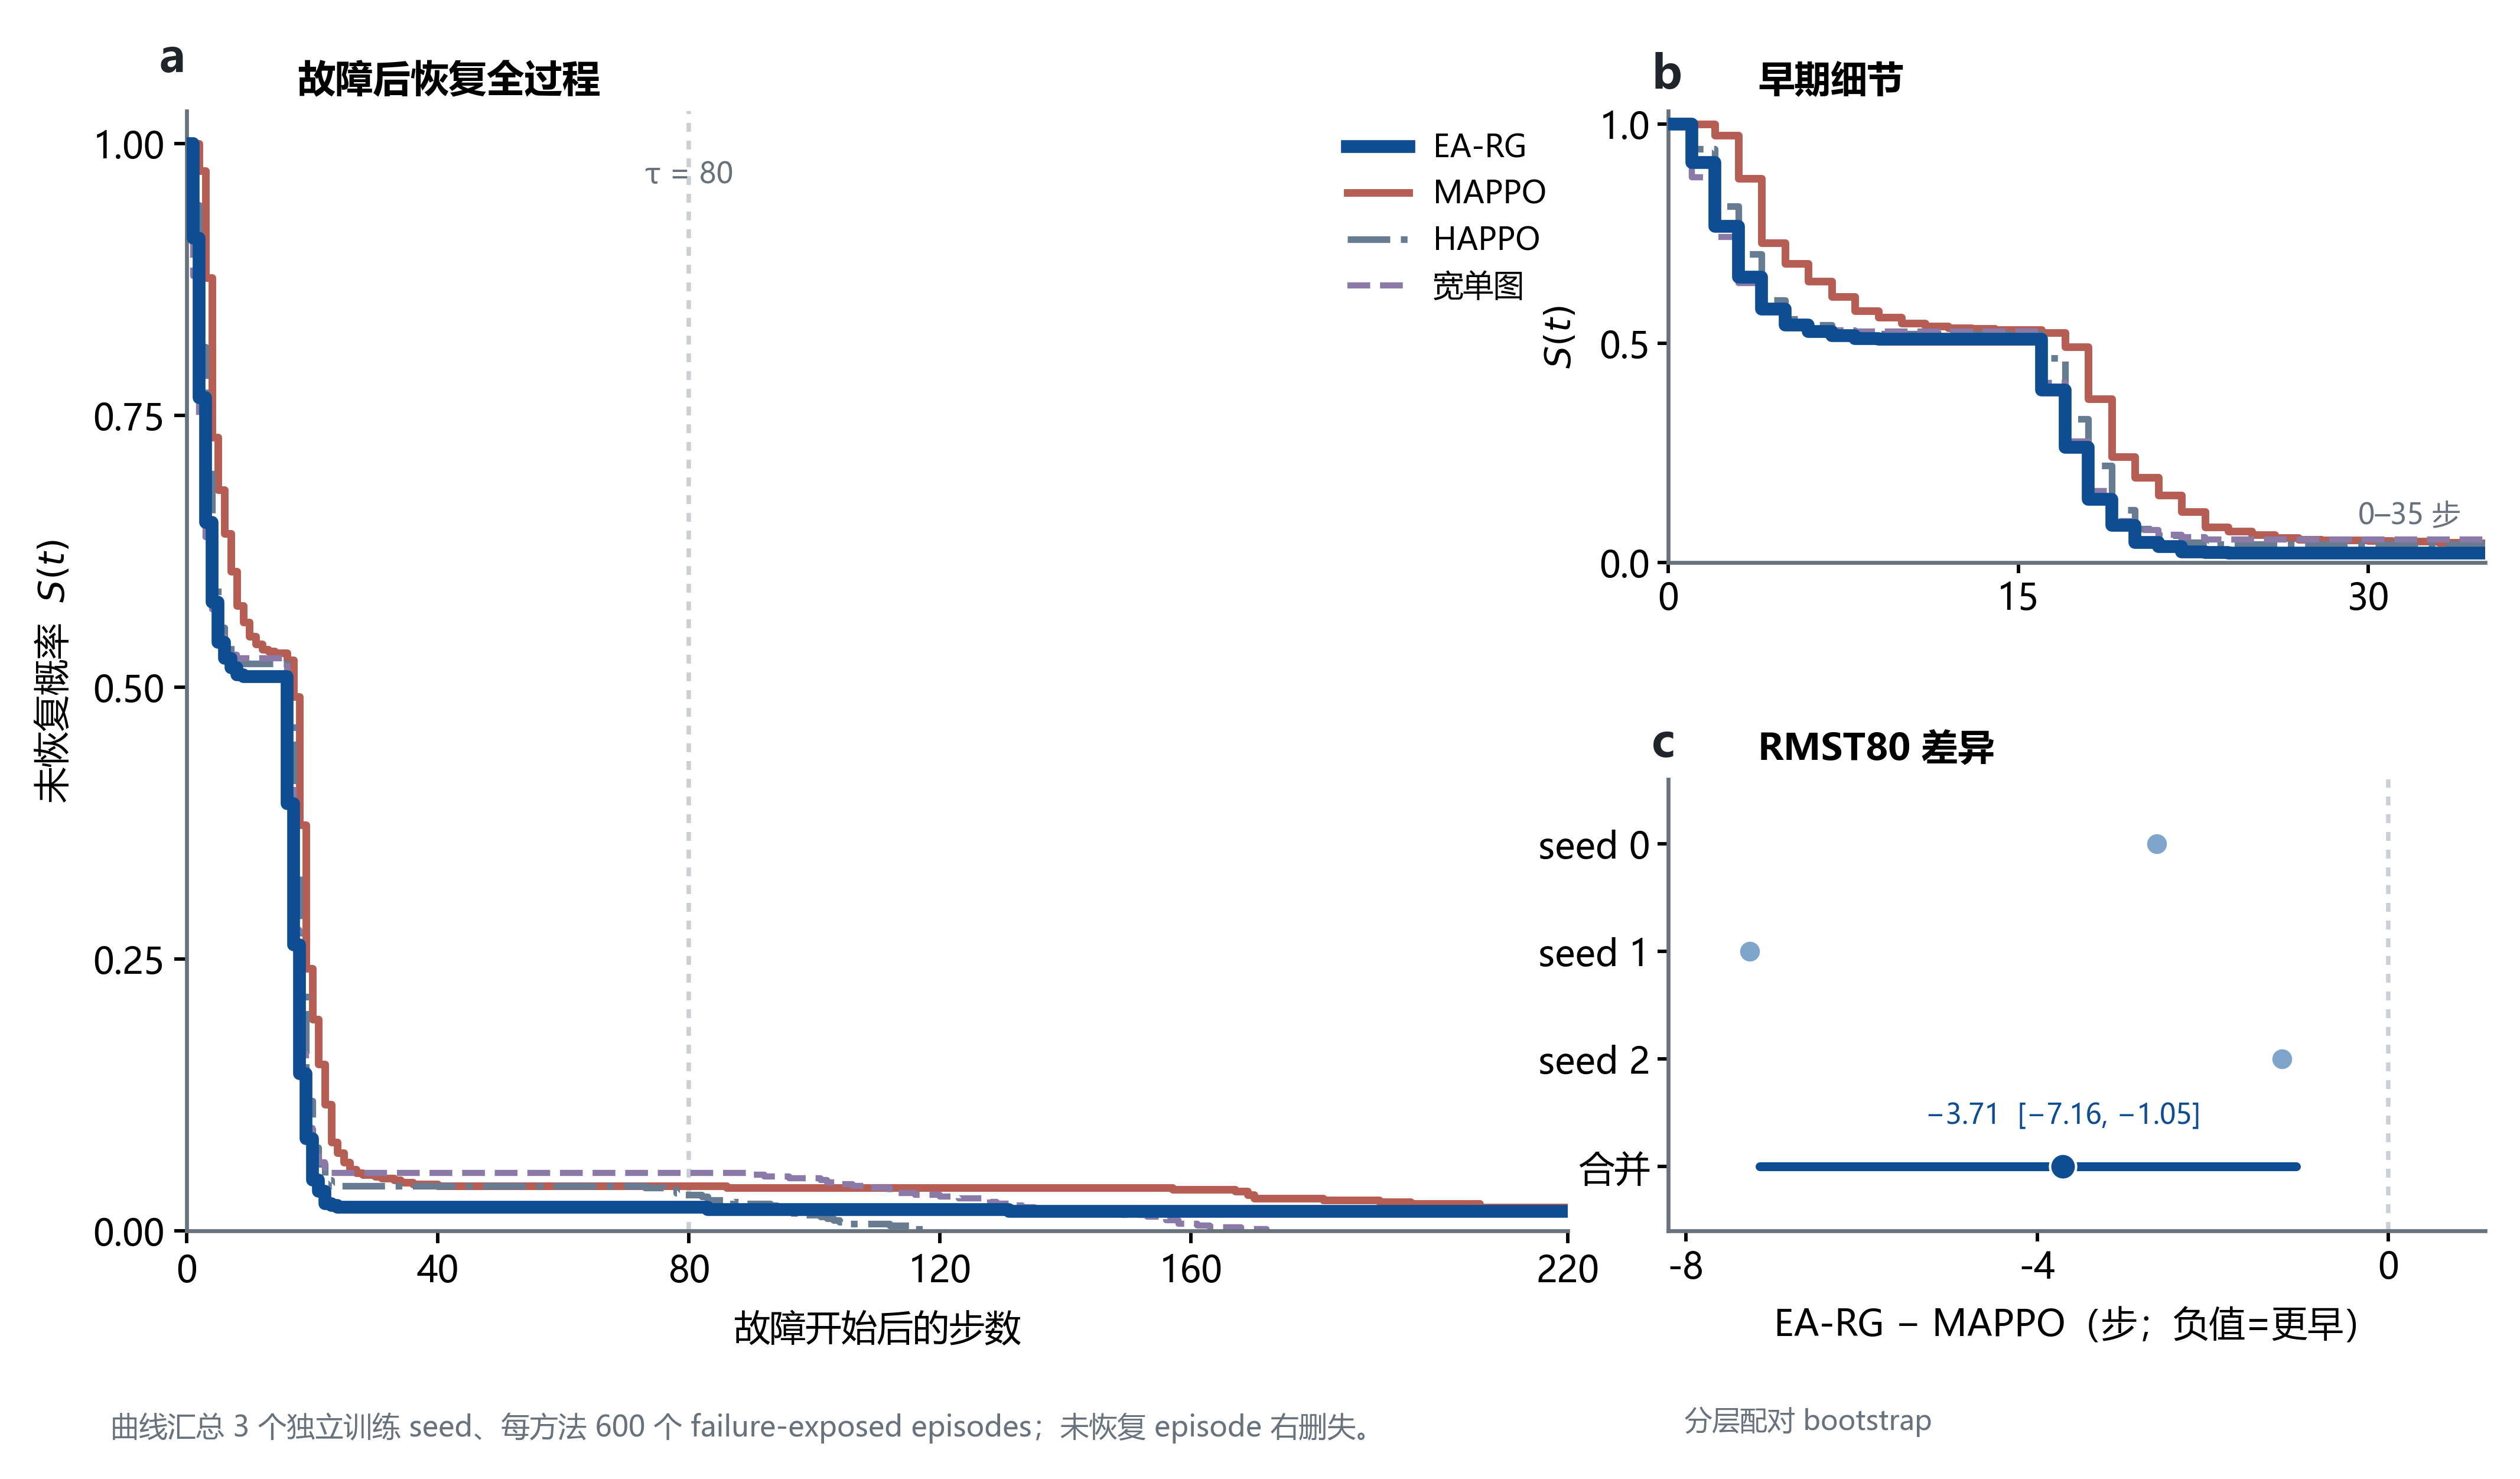 a
故障后恢复全过程
1.00
0.75
0.50
0.25
0.00
未恢复概率 S(t)
τ = 80
EA-RG
MAPPO
HAPPO
宽单图
0
40
80
120
160
220
故障开始后的步数
曲线汇总 3 个独立训练 seed、每方法 600 个 failure-exposed episodes；未恢复 episode 右删失。
b
早期细节
1.0
0.5
0.0
S(t)
0–35 步
0
15
30
c
RMST80 差异
seed 0
seed 1
seed 2
−3.71 [−7.16, −1.05]
合并
-8
-4
0
EA-RG − MAPPO（步；负值=更早）
分层配对 bootstrap